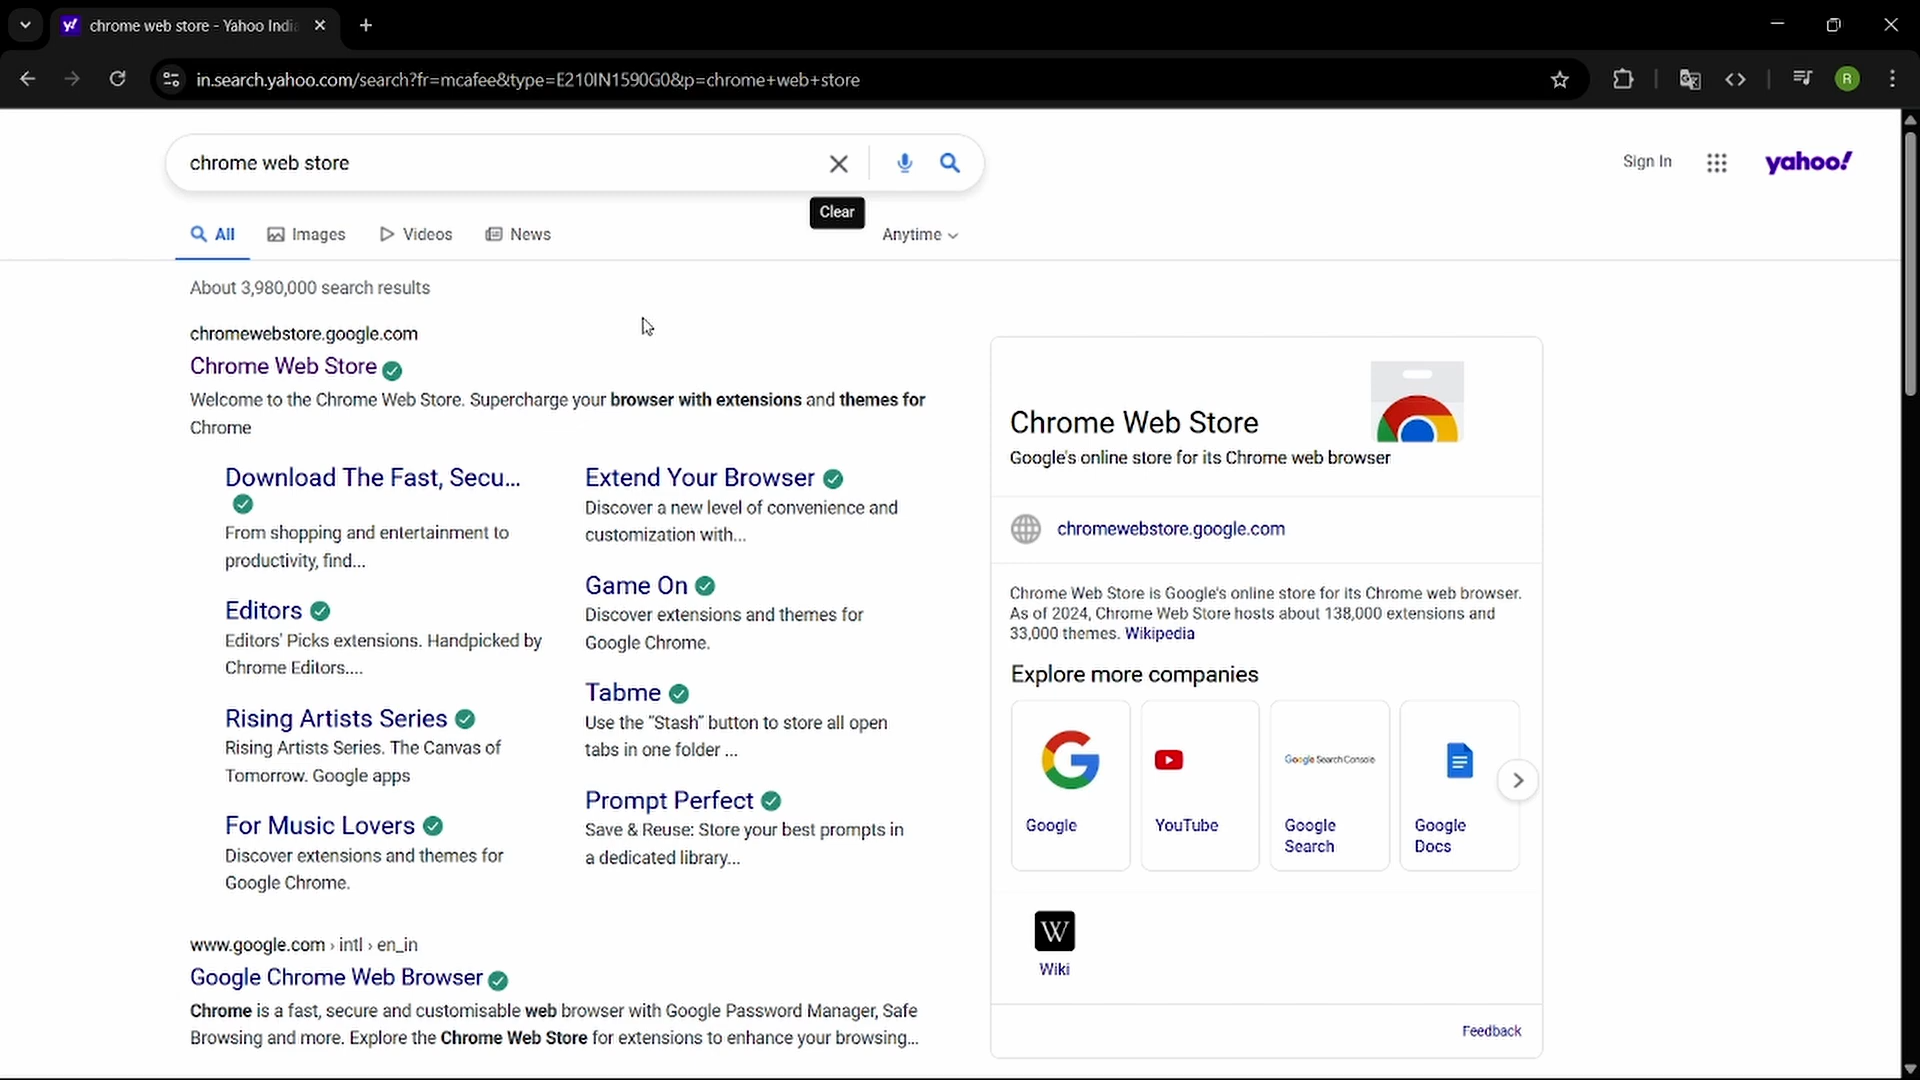 chrome web store - Yahoo India
in.search.yahoo.com/search?fr=mcafee&type=E210IN1590G0&p=chrome+web+store
R
chrome web store
Clear
Sign In
yahoo!
All
Images
Videos
News
Anytime
About 3,980,000 search results
chromewebstore.google.com
Chrome Web Store
Welcome to the Chrome Web Store. Supercharge your browser with extensions and themes for
Chrome
Download The Fast, Secu...
From shopping and entertainment to
productivity, find...
Editors
Editors' Picks extensions. Handpicked by
Chrome Editors....
Rising Artists Series
Rising Artists Series. The Canvas of
Tomorrow. Google apps
For Music Lovers
Discover extensions and themes for
Google Chrome.
Extend Your Browser
Discover a new level of convenience and
customization with...
Game On
Discover extensions and themes for
Google Chrome.
Tabme
Use the “Stash” button to store all open
tabs in one folder ...
Prompt Perfect
Save & Reuse: Store your best prompts in
a dedicated library...
www.google.com › intl › en_in
Google Chrome Web Browser
Chrome is a fast, secure and customisable web browser with Google Password Manager, Safe
Browsing and more. Explore the Chrome Web Store for extensions to enhance your browsing...
Chrome Web Store
Google's online store for its Chrome web browser
chromewebstore.google.com
Chrome Web Store is Google's online store for its Chrome web browser.
As of 2024, Chrome Web Store hosts about 138,000 extensions and
33,000 themes. Wikipedia
Explore more companies
Google
YouTube
Google Search Console
Google
Search
Google
Docs
W
Wiki
Feedback